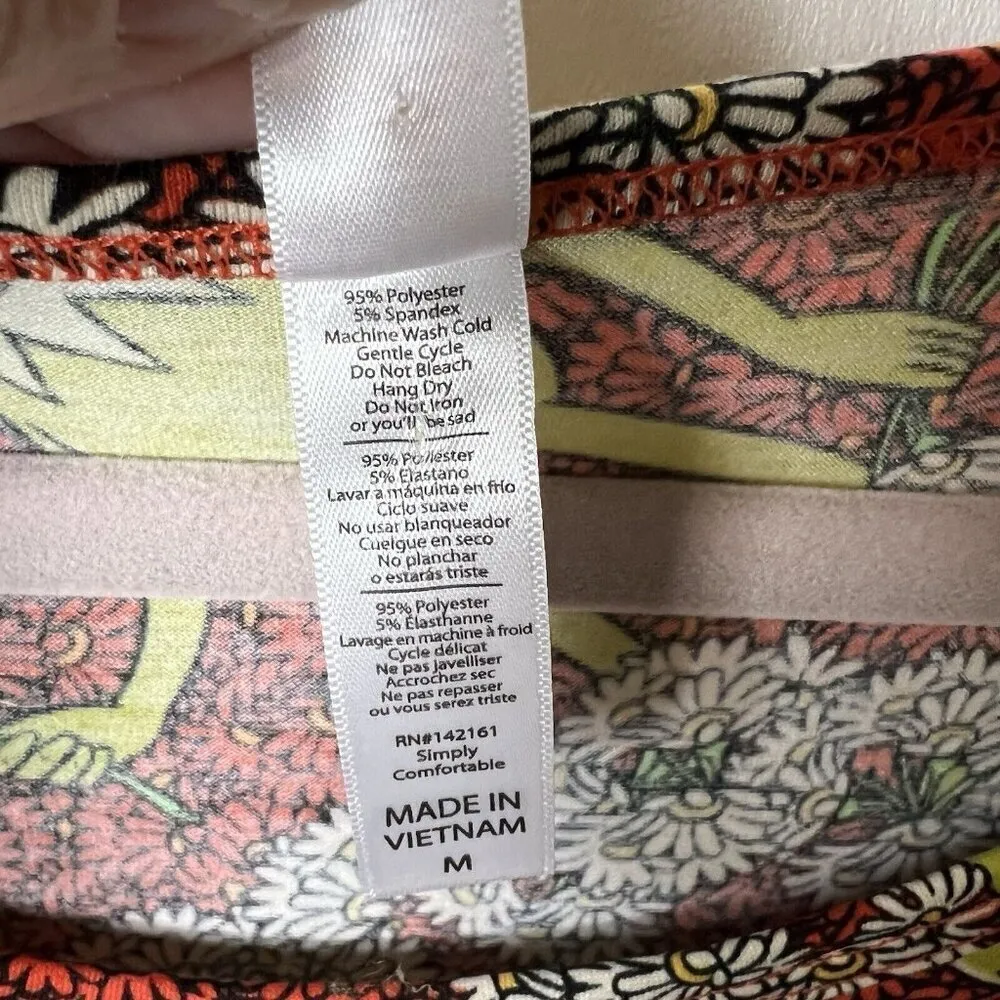 95% Polyester
5% Spandex
Machine Wash Cold
Gentle Cycle
Do Not Bleach
Hang Dry
Do Not Iron
or you'll be sad
95% Poliester
5% Elastano
Lavar a máquina en frío
Ciclo suave
No usar blanqueador
Cuelgue en seco
No planchar
o estarás triste
95% Polyester
5% Élasthanne
Lavage en machine à froid
Cycle délicat
Ne pas Javelliser
Accrochez sec
Ne pas repasser
ou vous serez triste
RN#142161
Simply
Comfortable
MADE IN
VIETNAM
M